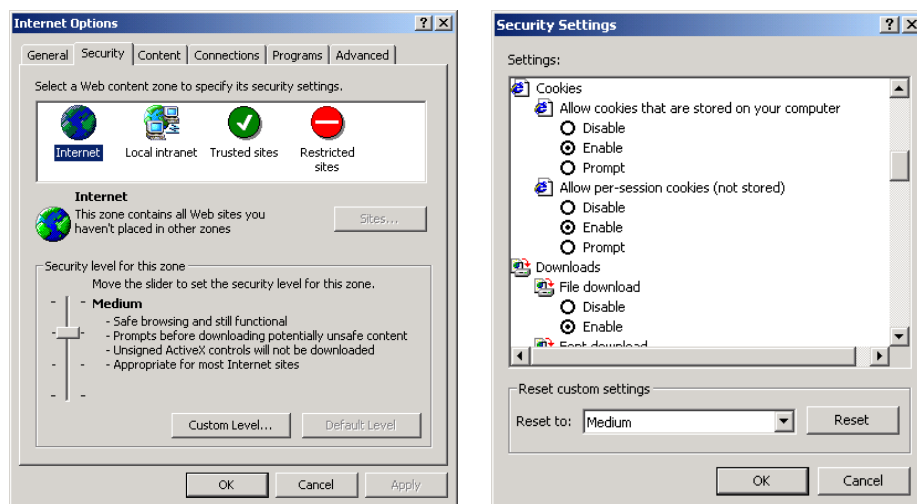 Internet Options
General Security Content Connections Programs Advanced
Select a Web content zone to specify its security settings.
Internet Local intranet Trusted sites Restricted
sites
Internet
This zone contains all Web sites you
haven't placed in other zones
Sites...
Security level for this zone
Move the slider to set the security level for this zone.
Medium
- Safe browsing and still functional
- Prompts before downloading potentially unsafe content
- Unsigned ActiveX controls will not be downloaded
- Appropriate for most Internet sites
Custom Level... Default Level
OK Cancel Apply
Security Settings
Settings:
Cookies
Allow cookies that are stored on your computer
Disable
Enable
Prompt
Allow per-session cookies (not stored)
Disable
Enable
Prompt
Downloads
File download
Disable
Enable
Font download
Reset custom settings
Reset to: Medium Reset
OK Cancel